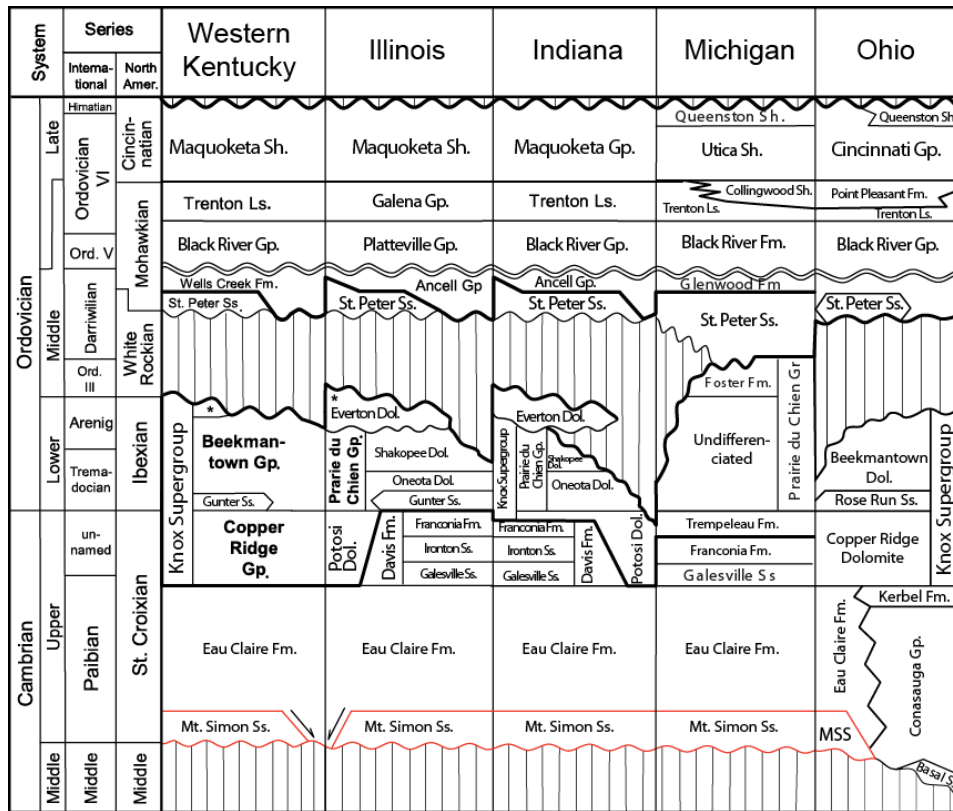 System
Series
Interna-
tional
North
Amer.
Western
Kentucky
Illinois
Indiana
Michigan
Ohio
Ordovician
Late
Middle
Lower
Hirnatian
Ordovician
VI
Ord. V
Darriwilian
Ord.
III
Arenig
Trema-
docian
Cincin-
natian
Mohawkian
White
Rockian
Ibexian
Cambrian
Upper
Middle
un-
named
Paibian
Middle
St. Croixian
Middle
Maquoketa Sh.
Trenton Ls.
Black River Gp.
Wells Creek Fm.
St. Peter Ss.
*
Knox Supergroup
Beekman-
town Gp.
Gunter Ss.
Copper
Ridge
Gp.
Eau Claire Fm.
Mt. Simon Ss.
Maquoketa Sh.
Galena Gp.
Platteville Gp.
Ancell Gp
St. Peter Ss.
*
Everton Dol.
Prarie du
Chien Gp.
Shakopee Dol.
Oneota Dol.
Gunter Ss.
Potosi
Dol.
Davis Fm.
Franconia Fm.
Ironton Ss.
Galesville Ss.
Eau Claire Fm.
Mt. Simon Ss.
Maquoketa Gp.
Trenton Ls.
Black River Gp.
Ancell Gp.
St. Peter Ss.
Everton Dol.
Knox Supergroup
Prairie du
Chien Gp.
Shakopee
Dol.
Oneota Dol.
Franconia Fm.
Ironton Ss.
Galesville Ss.
Davis Fm.
Potosi Dol.
Eau Claire Fm.
Mt. Simon Ss.
Queenston Sh.
Utica Sh.
Collingwood Sh.
Trenton Ls.
Black River Fm.
Glenwood Fm
St. Peter Ss.
Foster Fm.
Undifferen-
ciated
Prairie du Chien Gr
Trempeleau Fm.
Franconia Fm.
Galesville Ss
Eau Claire Fm.
Mt. Simon Ss.
Queenston Sh
Cincinnati Gp.
Point Pleasant Fm.
Trenton Ls.
Black River Gp.
St. Peter Ss.
Beekmantown
Dol.
Rose Run Ss.
Copper Ridge
Dolomite
Knox Supergroup
Kerbel Fm.
Eau Claire Fm.
Conasauga Gp.
MSS
Basal S